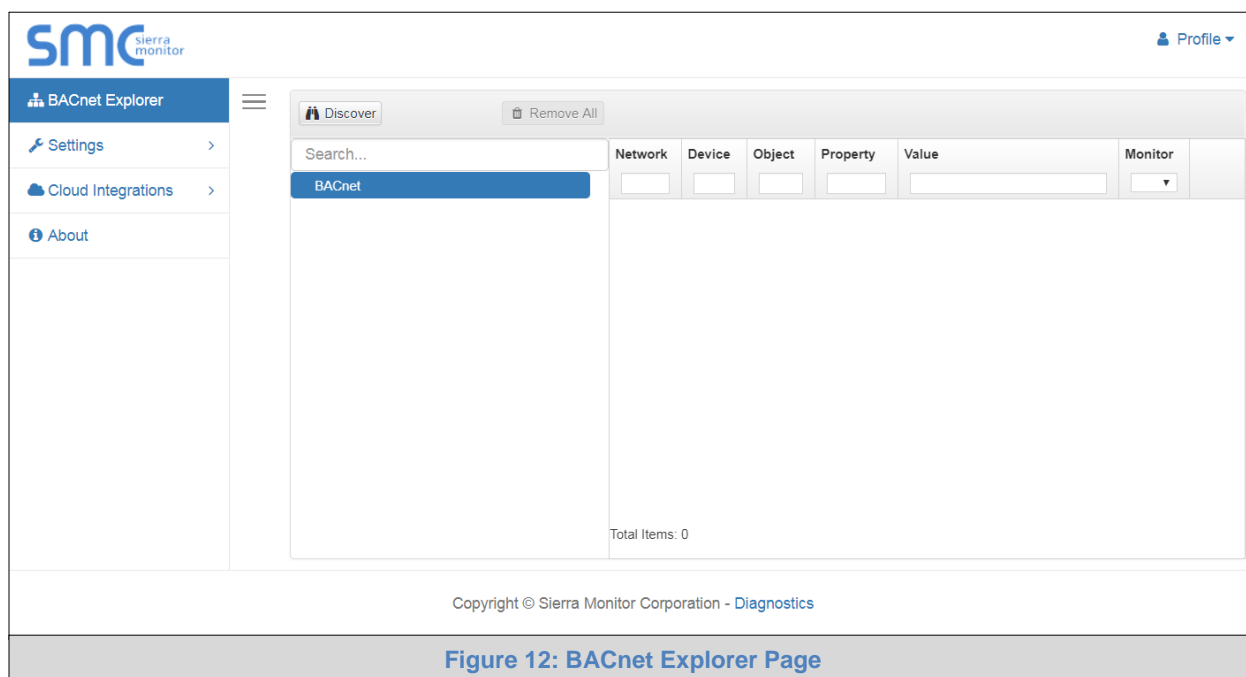 SMC sierra monitor
Profile
BACnet Explorer
Settings
Cloud Integrations
About
Discover
Remove All
Search...
BACnet
Network Device Object Property Value Monitor
Total Items: 0
Copyright © Sierra Monitor Corporation - Diagnostics
Figure 12: BACnet Explorer Page